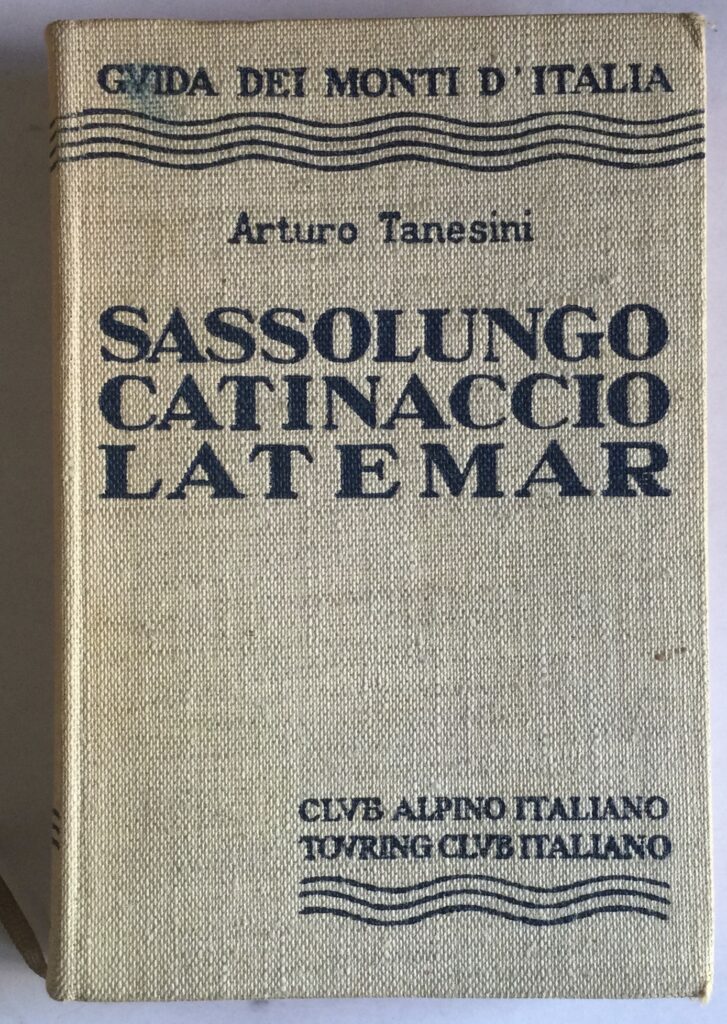 GVIDA DEI MONTI D'ITALIA
Arturo Tanesini
SASSOLUNGO
CATINACCIO
LATEMAR
CLVB ALPINO ITALIANO
TOVRING CLVB ITALIANO